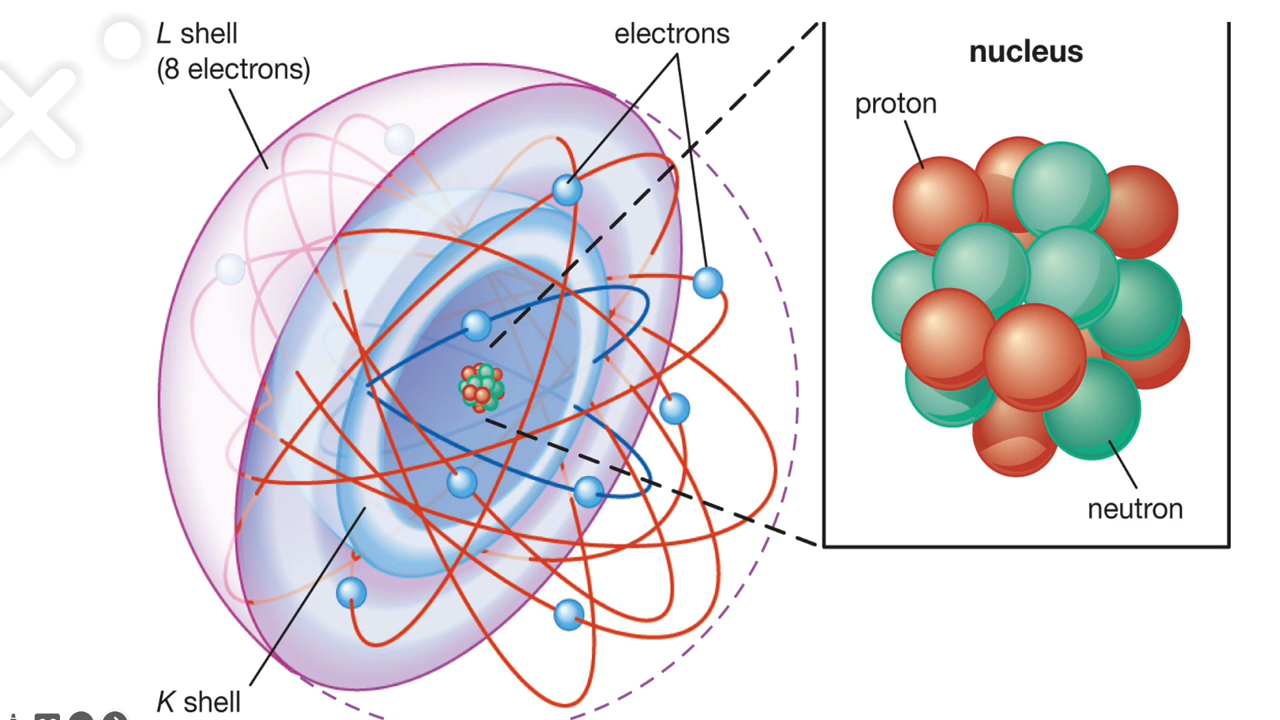 L shell
(8 electrons)
electrons
nucleus
proton
neutron
K shell